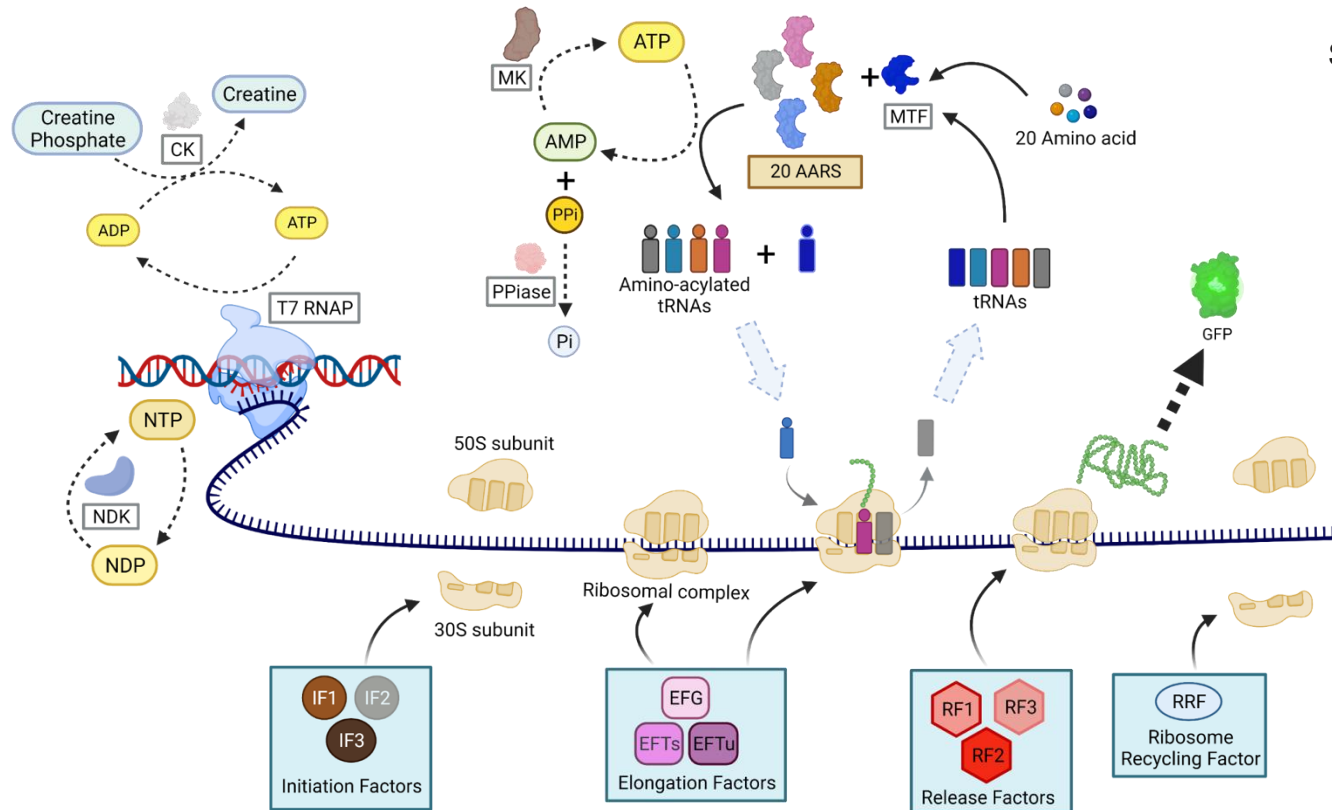 S
Creatine
Phosphate
CK
Creatine
ADP
ATP
T7 RNAP
NTP
NDK
NDP
MK
ATP
AMP
+
PPi
PPiase
Pi
+
MTF
20 AARS
20 Amino acid
Amino-acylated
tRNAs
+
tRNAs
GFP
50S subunit
30S subunit
Ribosomal complex
IF1
IF2
IF3
Initiation Factors
EFG
EFTs
EFTu
Elongation Factors
RF1
RF3
RF2
Release Factors
RRF
Ribosome
Recycling Factor